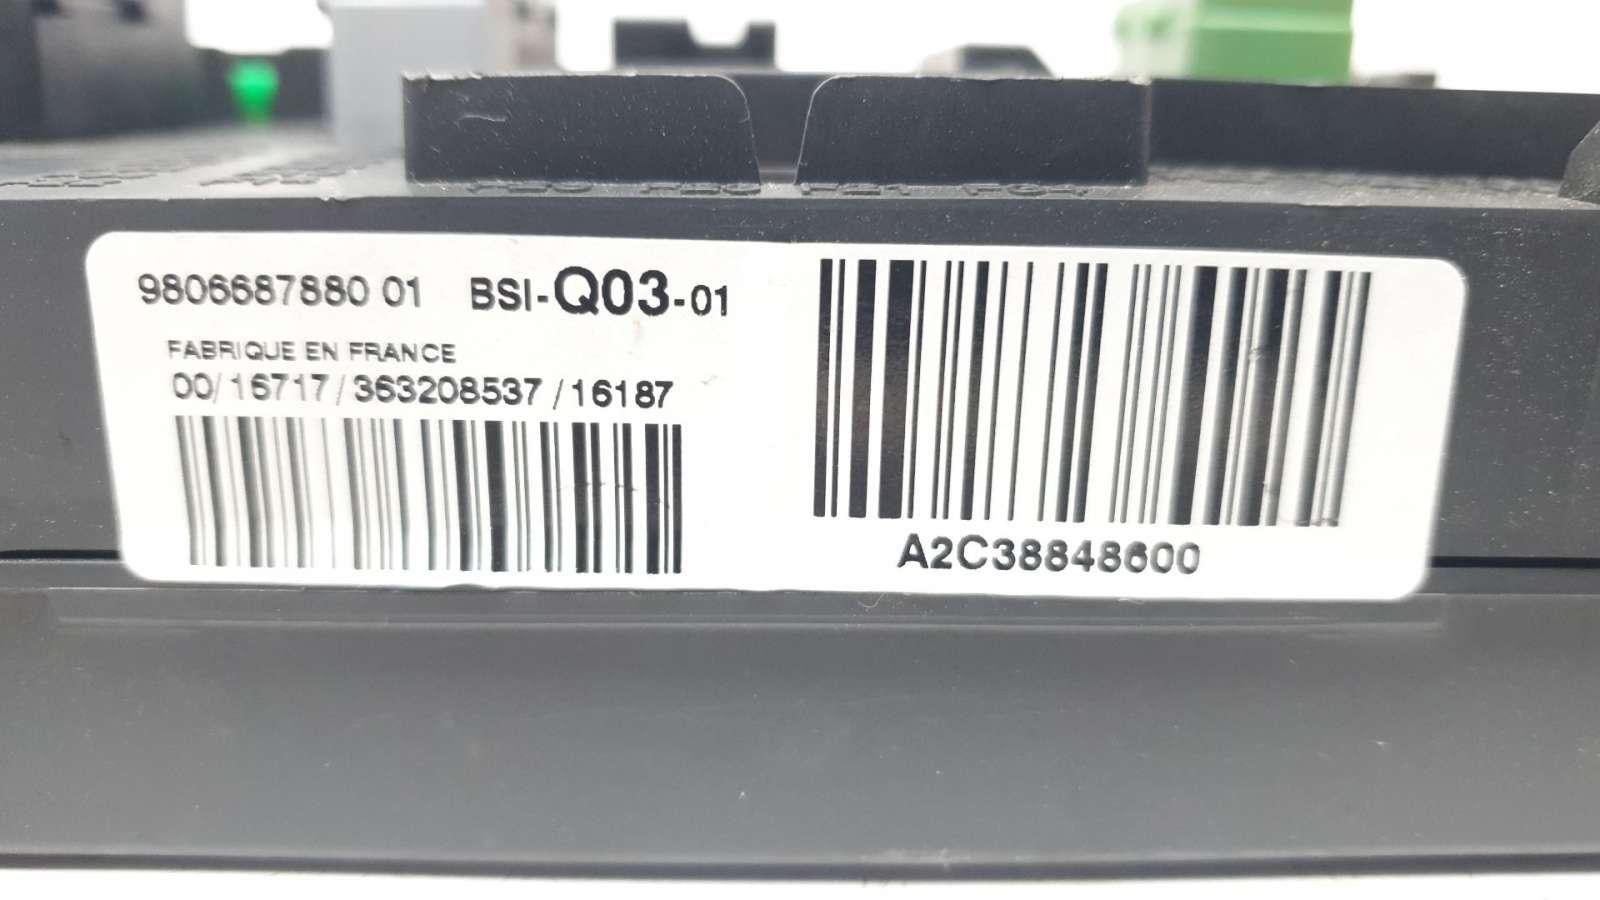 9806687880 01 BSI-Q03-01
FABRIQUE EN FRANCE
00/16717/363208537/16187
A2C38848600